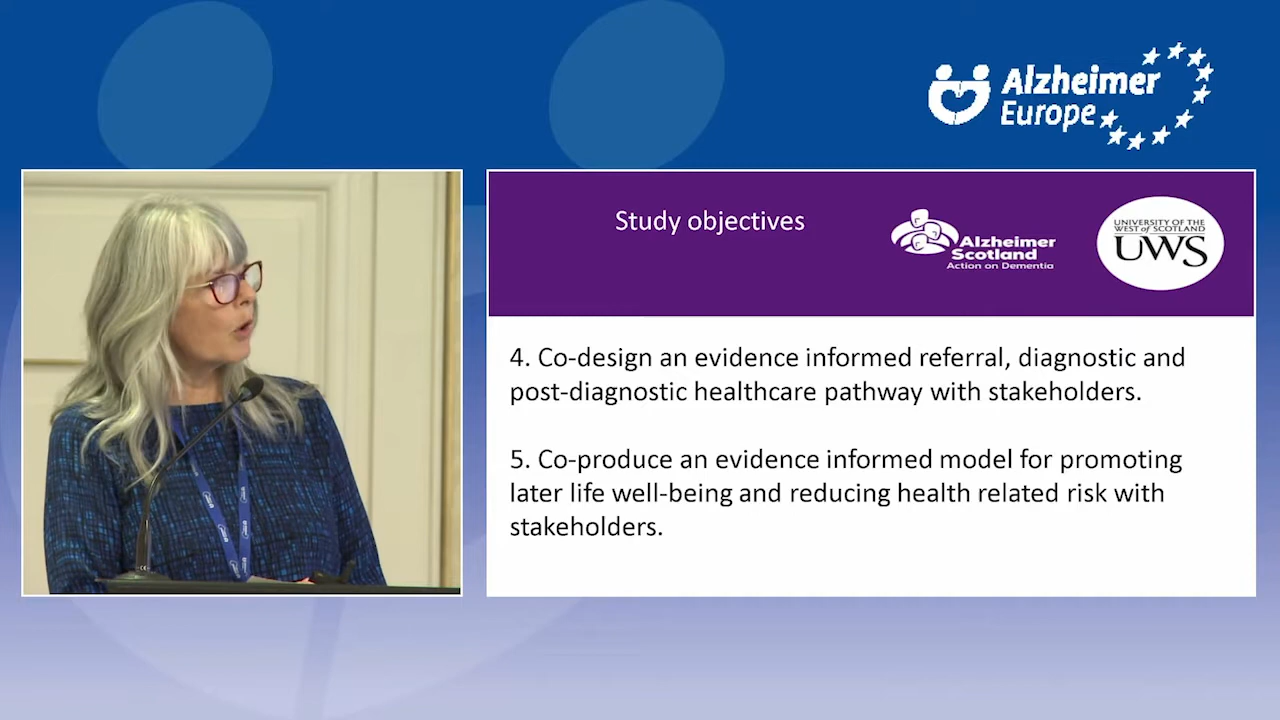 Alzheimer
Europe
Study objectives
Alzheimer
Scotland
Action on Dementia
UNIVERSITY OF THE
WEST of SCOTLAND
UWS
4. Co-design an evidence informed referral, diagnostic and
post-diagnostic healthcare pathway with stakeholders.
5. Co-produce an evidence informed model for promoting
later life well-being and reducing health related risk with
stakeholders.